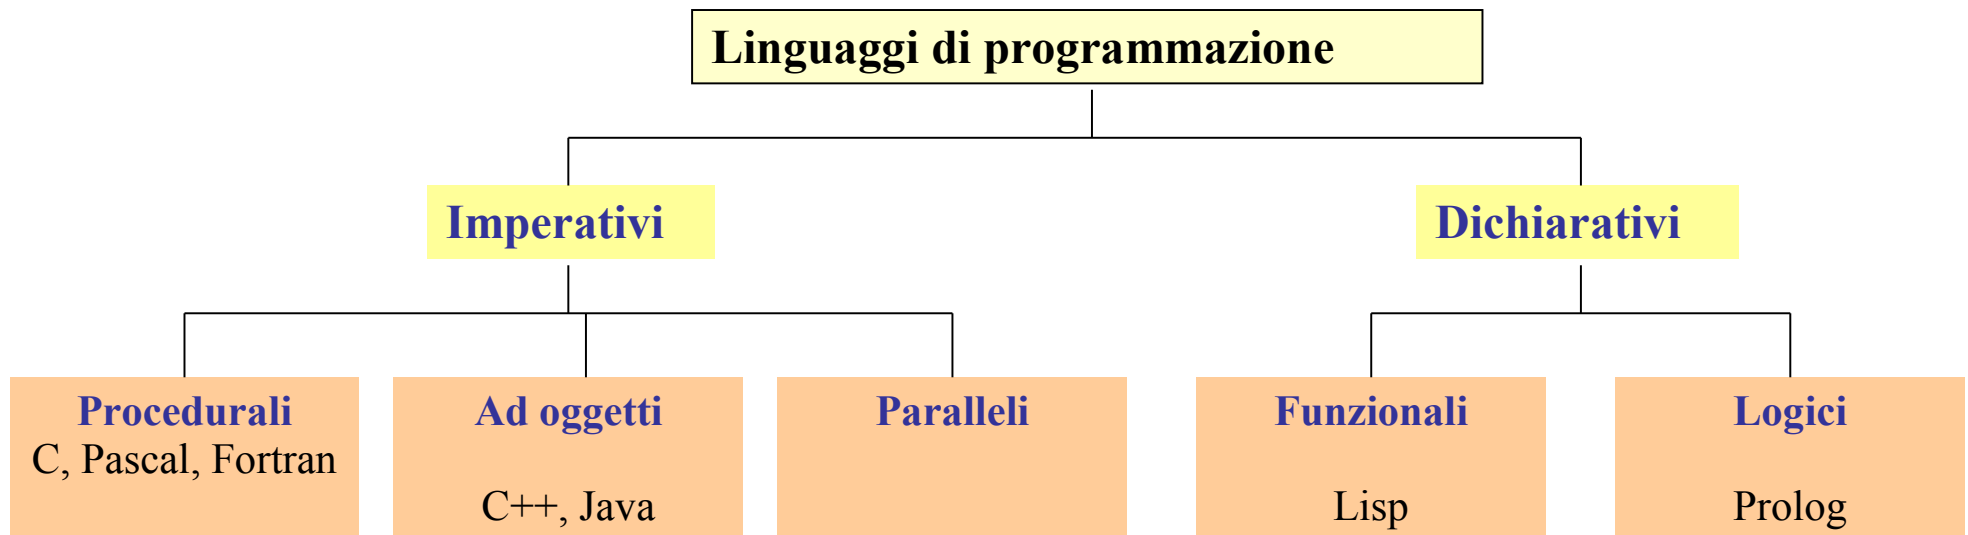 Linguaggi di programmazione
Imperativi
Dichiarativi
Procedurali
C, Pascal, Fortran
Ad oggetti
C++, Java
Paralleli
Funzionali
Lisp
Logici
Prolog